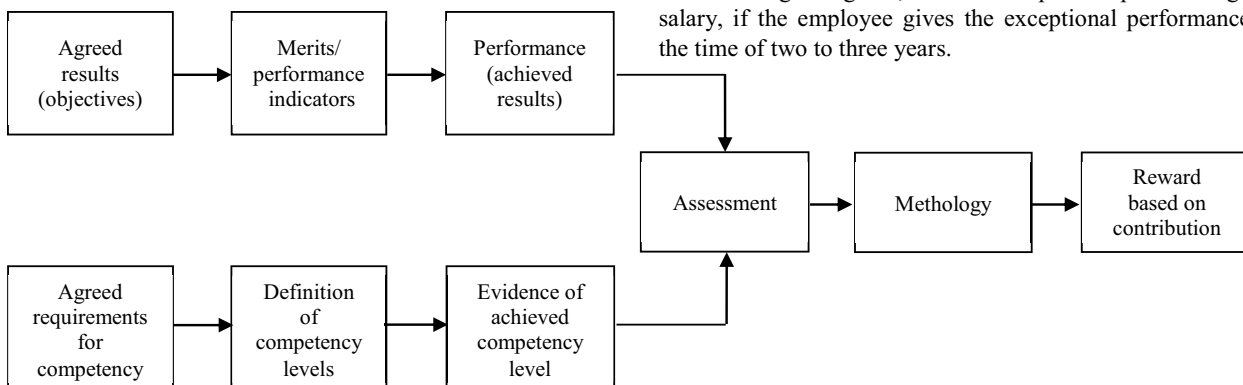 salary, if the employee gives the exceptional performance
the time of two to three years.
Agreed
results
(objectives)
Merits/
performance
indicators
Performance
(achieved
results)
Assessment
Methology
Reward
based on
contribution
Agreed
requirements
for
competency
Definition
of
competency
levels
Evidence of
achieved
competency
level